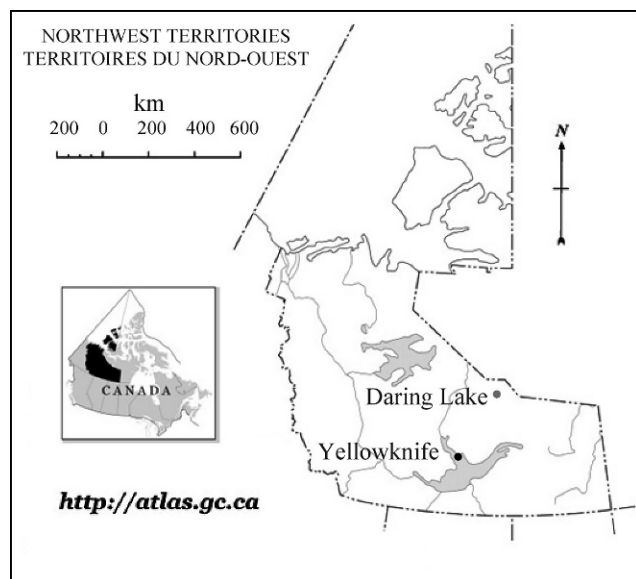 NORTHWEST TERRITORIES
TERRITOIRES DU NORD-OUEST
km
200 0 200 400 600
N
CANADA
Daring Lake
Yellowknife
http://atlas.gc.ca